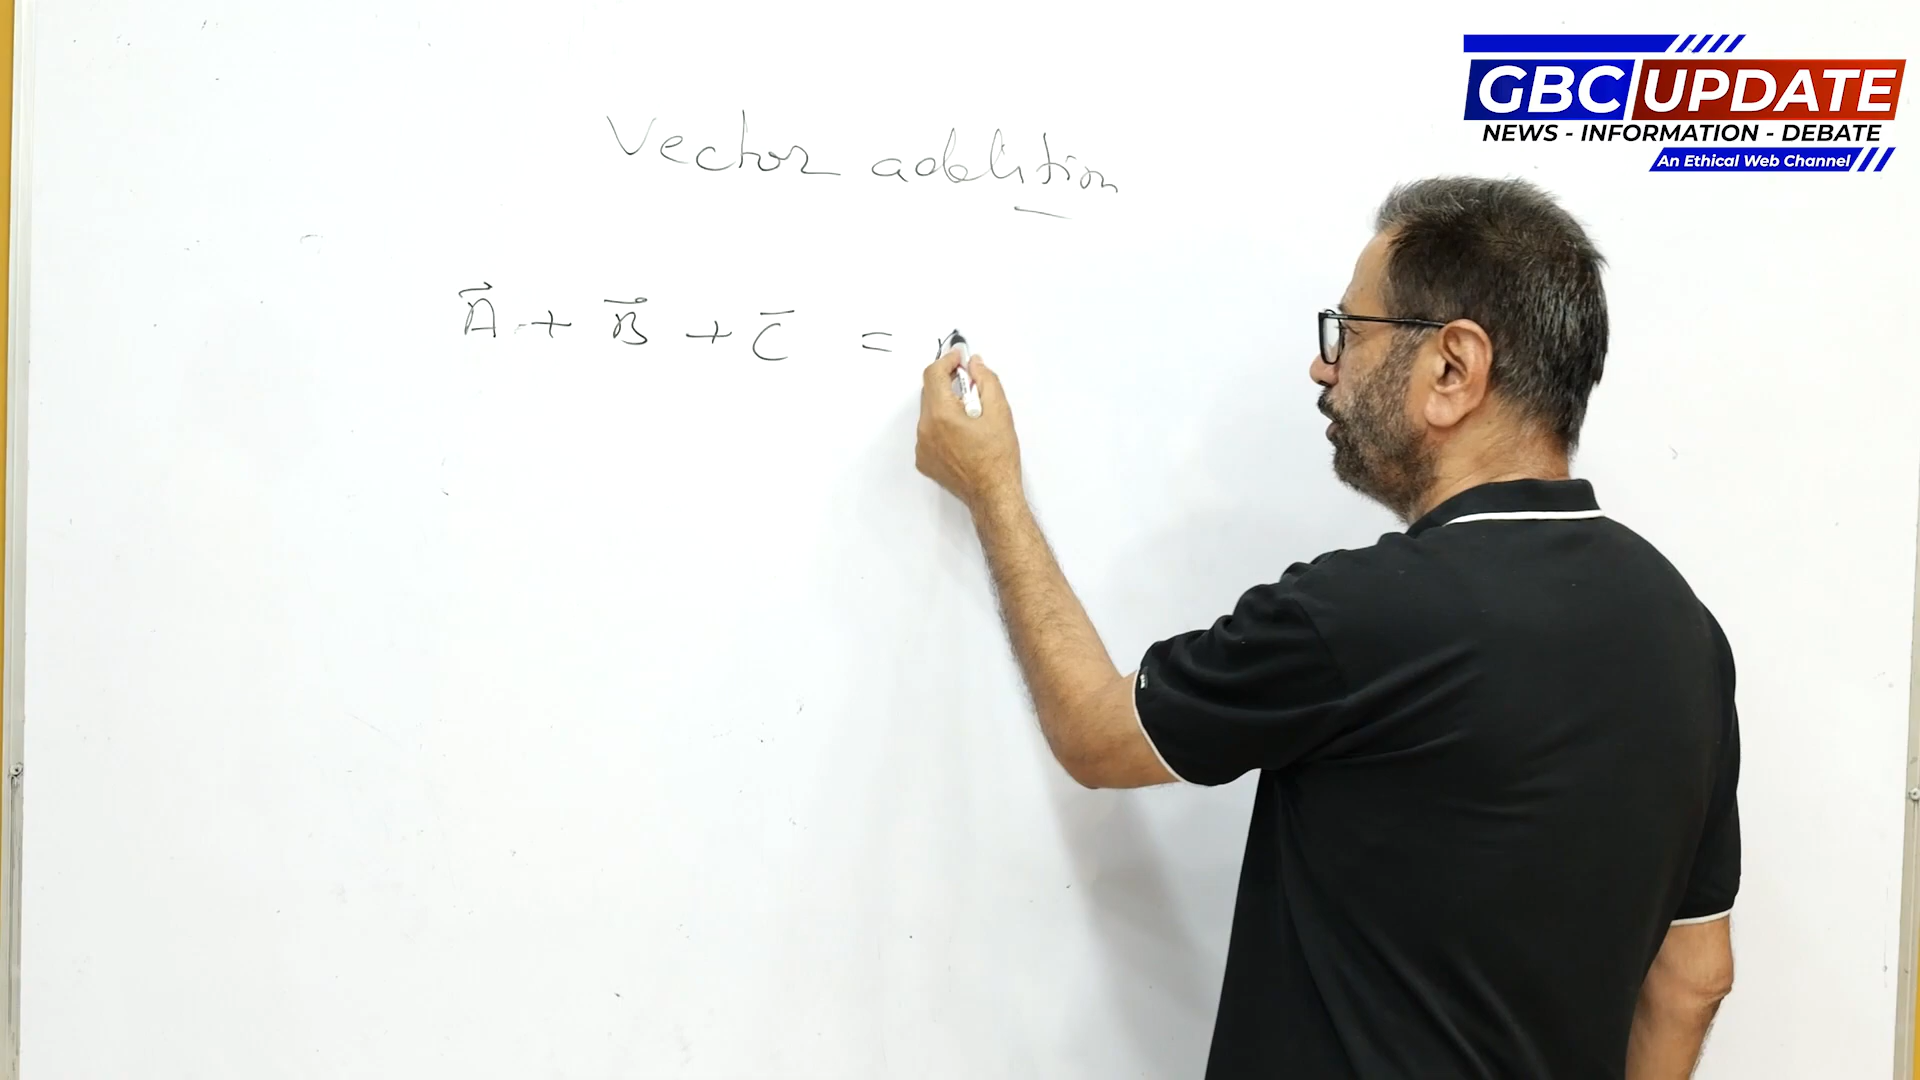 GBC UPDATE
NEWS - INFORMATION - DEBATE
An Ethical Web Channel
Vector addition
A⃗ + B⃗ + C̅ =